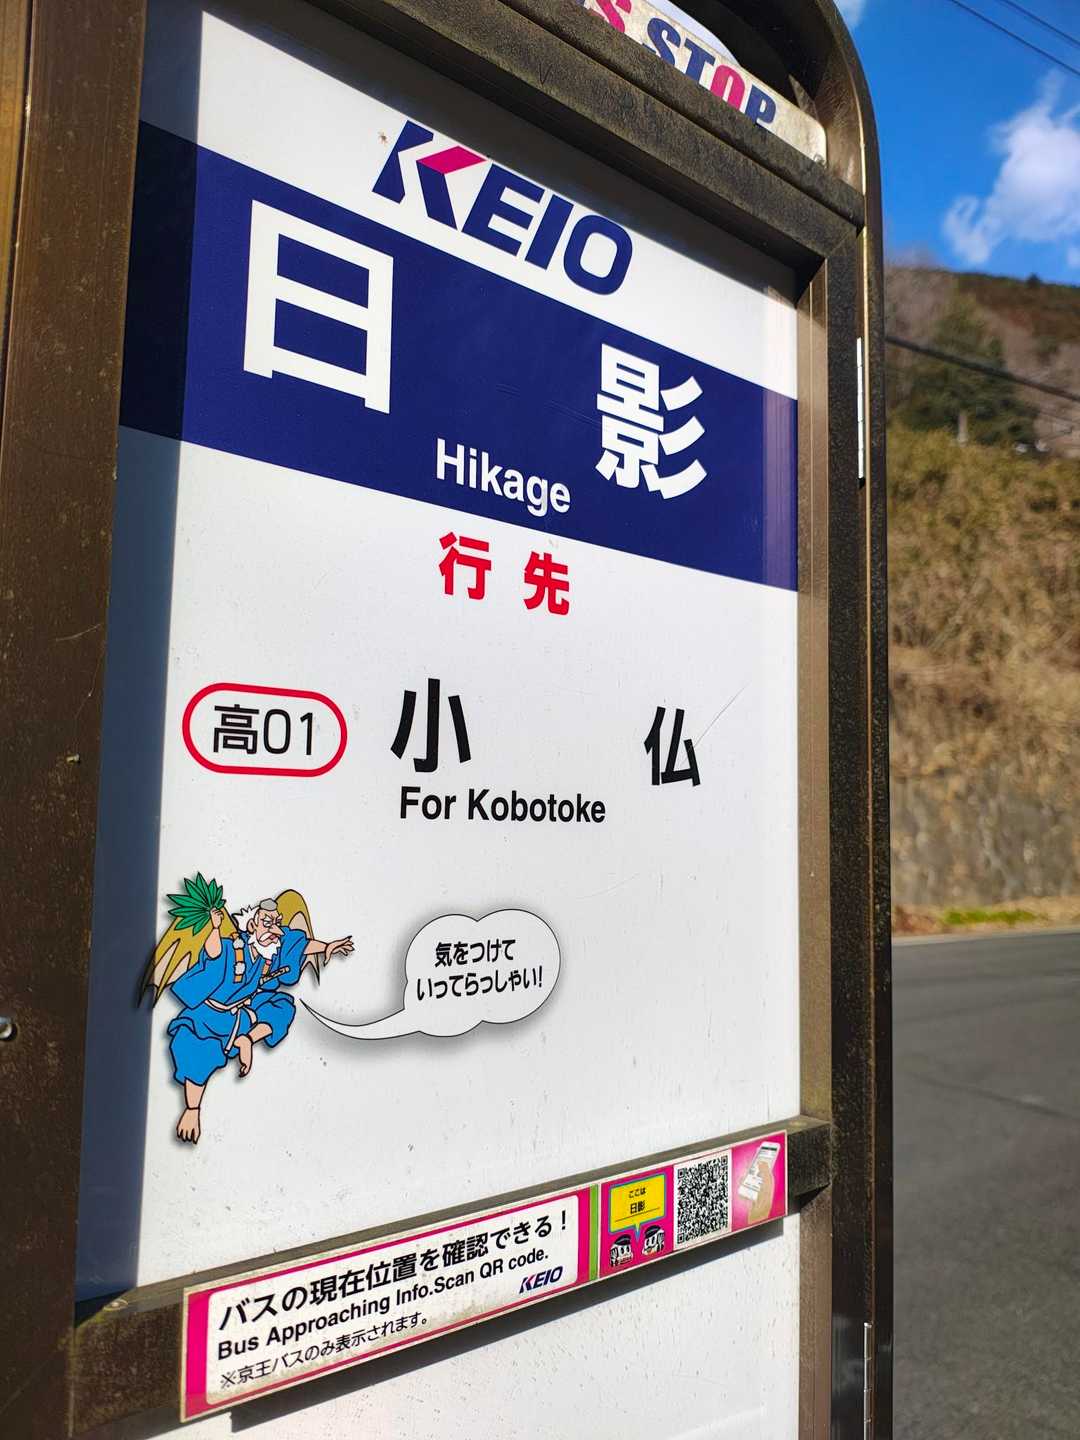 S STOP
KEIO
日影
Hikage
行先
高01 小仏
For Kobotoke
気をつけて
いってらっしゃい!
バスの現在位置を確認できる！
Bus Approaching Info.Scan QR code.
※京王バスのみ表示されます。
KEIO
ここは
日影